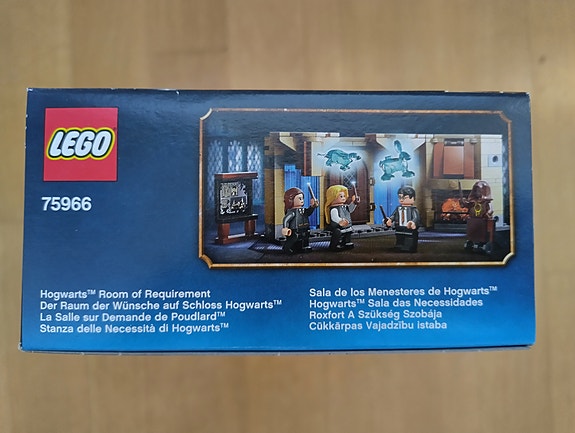 LEGO
75966
Hogwarts™ Room of Requirement
Der Raum der Wünsche auf Schloss Hogwarts™
La Salle sur Demande de Poudlard™
Stanza delle Necessità di Hogwarts™
Sala de los Menesteres de Hogwarts™
Hogwarts™ Sala das Necessidades
Roxfort A Szükség Szobája
Cūkkārpas Vajadzību istaba